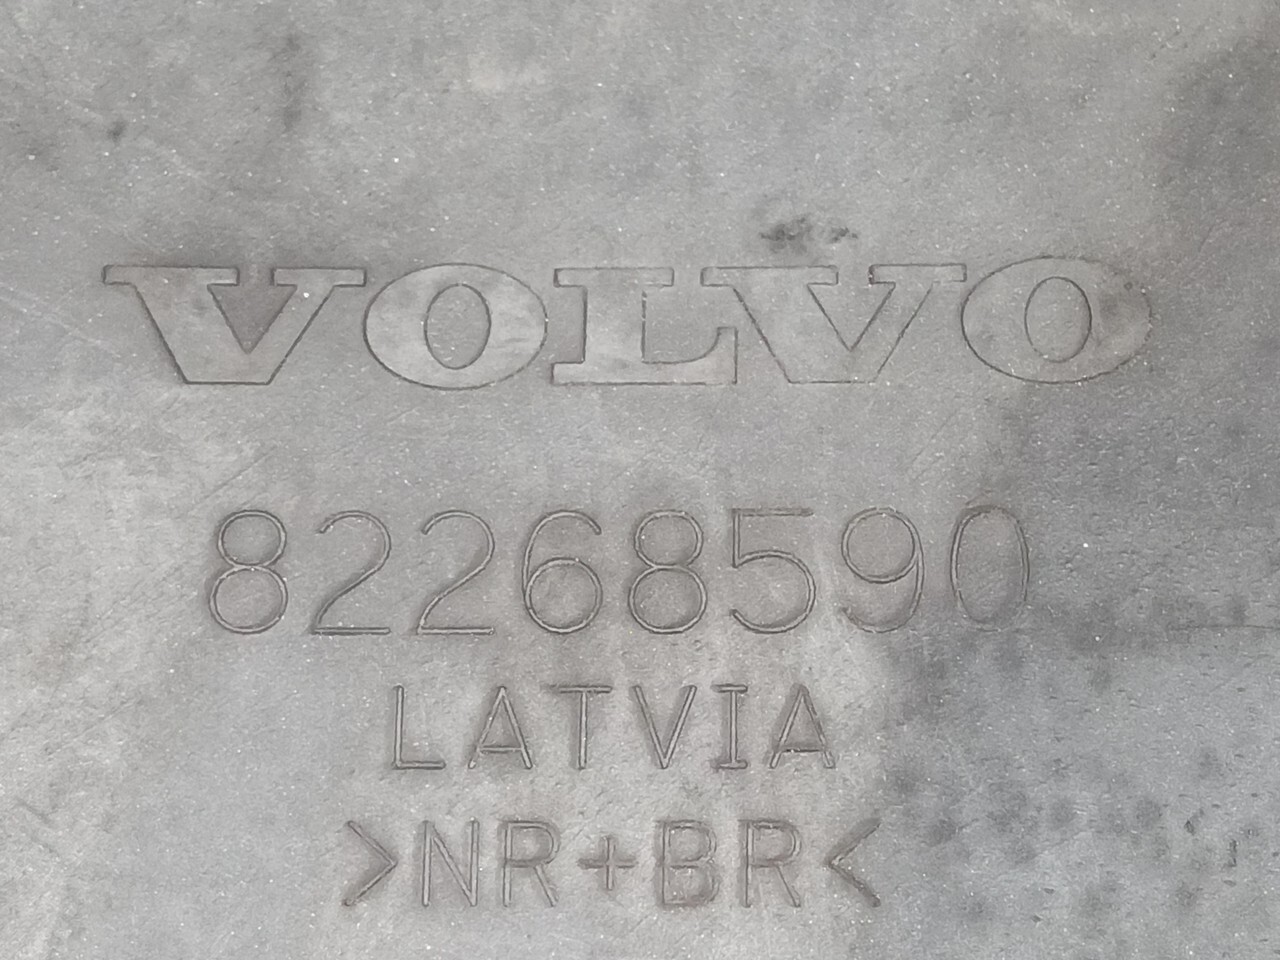 VOLVO
82268590
LATVIA
>NR+BR<